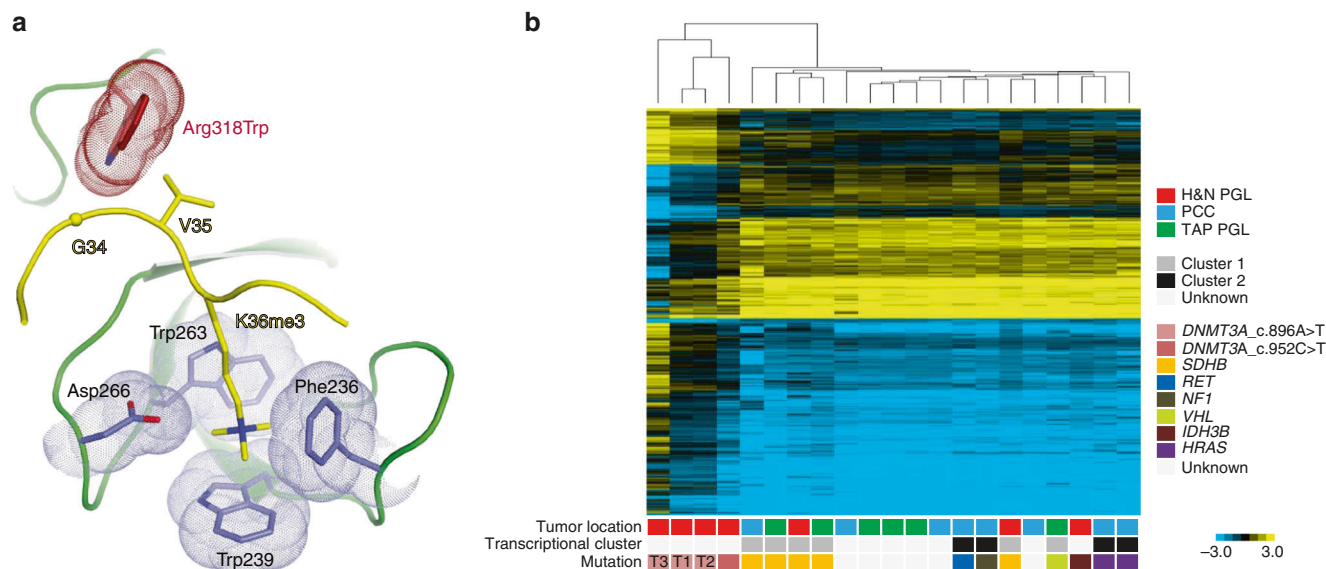 a
Arg318Trp
V35
G34
K36me3
Trp263
Asp266
Phe236
Trp239
b
H&N PGL
PCC
TAP PGL
Cluster 1
Cluster 2
Unknown
DNMT3A_c.896A>T
DNMT3A_c.952C>T
SDHB
RET
NF1
VHL
IDH3B
HRAS
Unknown
Tumor location
Transcriptional cluster
Mutation T3 T1 T2
–3.0 3.0